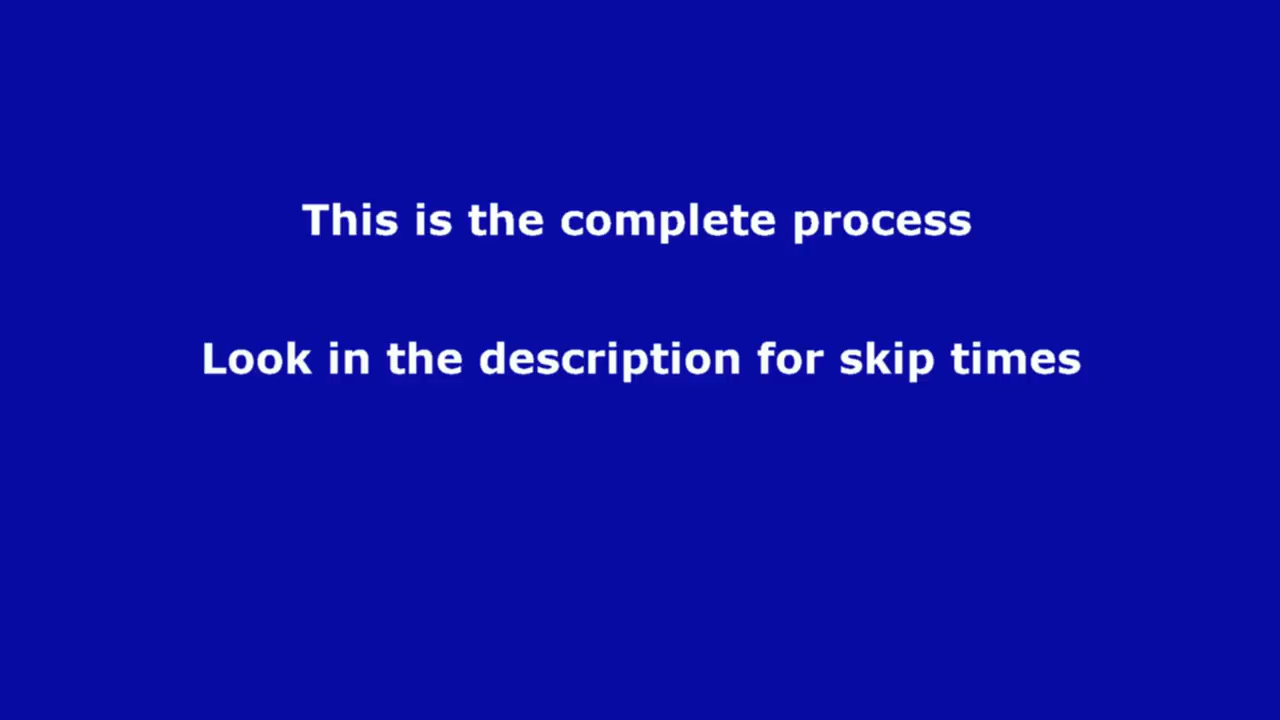 This is the complete process
Look in the description for skip times